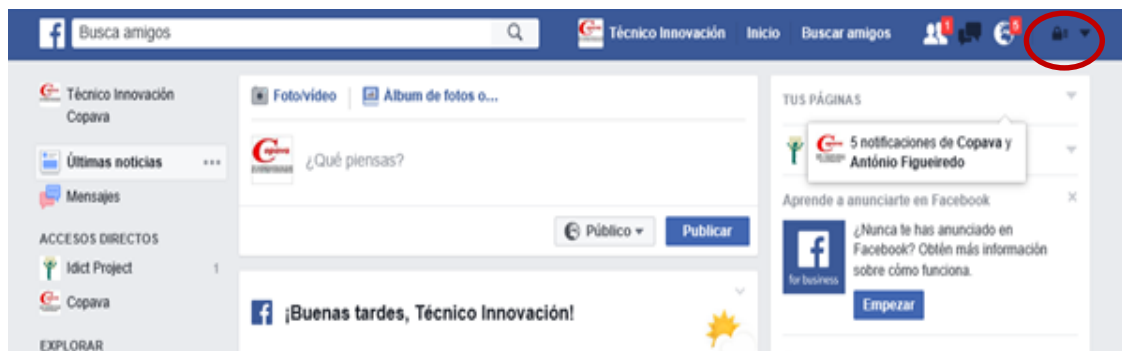 Busca amigos
Técnico Innovación Inicio Buscar amigos 1 5
Técnico Innovación
Copava
Últimas noticias
Mensajes
ACCESOS DIRECTOS
Idict Project 1
Copava
EXPLORAR
Foto/vídeo Álbum de fotos o...
Copava
¿Qué piensas?
Público Publicar
¡Buenas tardes, Técnico Innovación!
TUS PÁGINAS
5 notificaciones de Copava y
António Figueiredo
Aprende a anunciarte en Facebook
¿Nunca te has anunciado en
Facebook? Obtén más información
sobre cómo funciona.
for business
Empezar